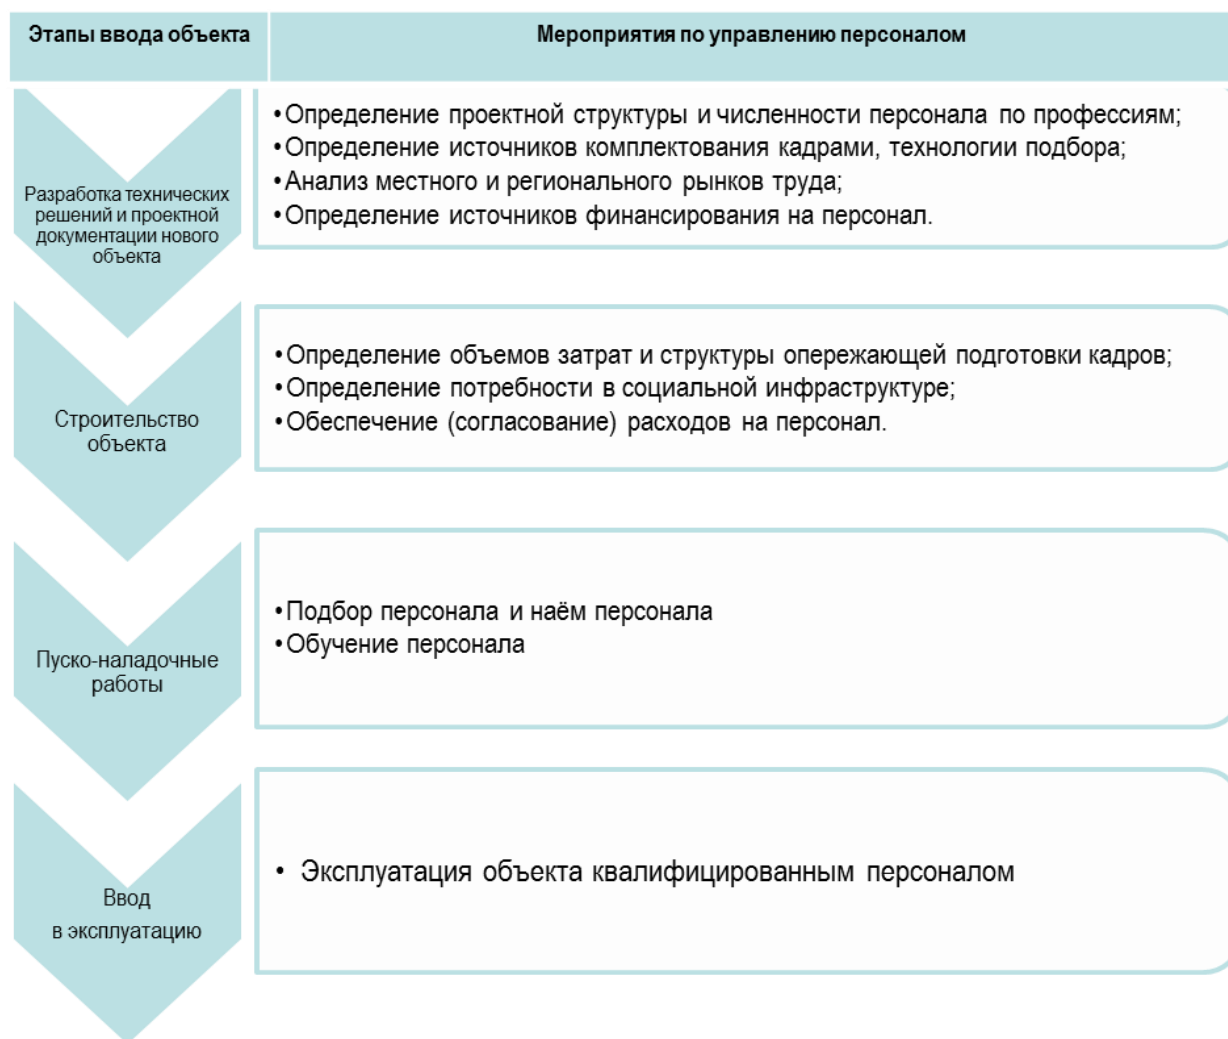 Этапы ввода объекта
Мероприятия по управлению персоналом
Разработка технических
решений и проектной
документации нового
объекта
•Определение проектной структуры и численности персонала по профессиям;
•Определение источников комплектования кадрами, технологии подбора;
•Анализ местного и регионального рынков труда;
•Определение источников финансирования на персонал.
Строительство
объекта
•Определение объемов затрат и структуры опережающей подготовки кадров;
•Определение потребности в социальной инфраструктуре;
•Обеспечение (согласование) расходов на персонал.
Пуско-наладочные
работы
•Подбор персонала и наём персонала
•Обучение персонала
Ввод
в эксплуатацию
• Эксплуатация объекта квалифицированным персоналом